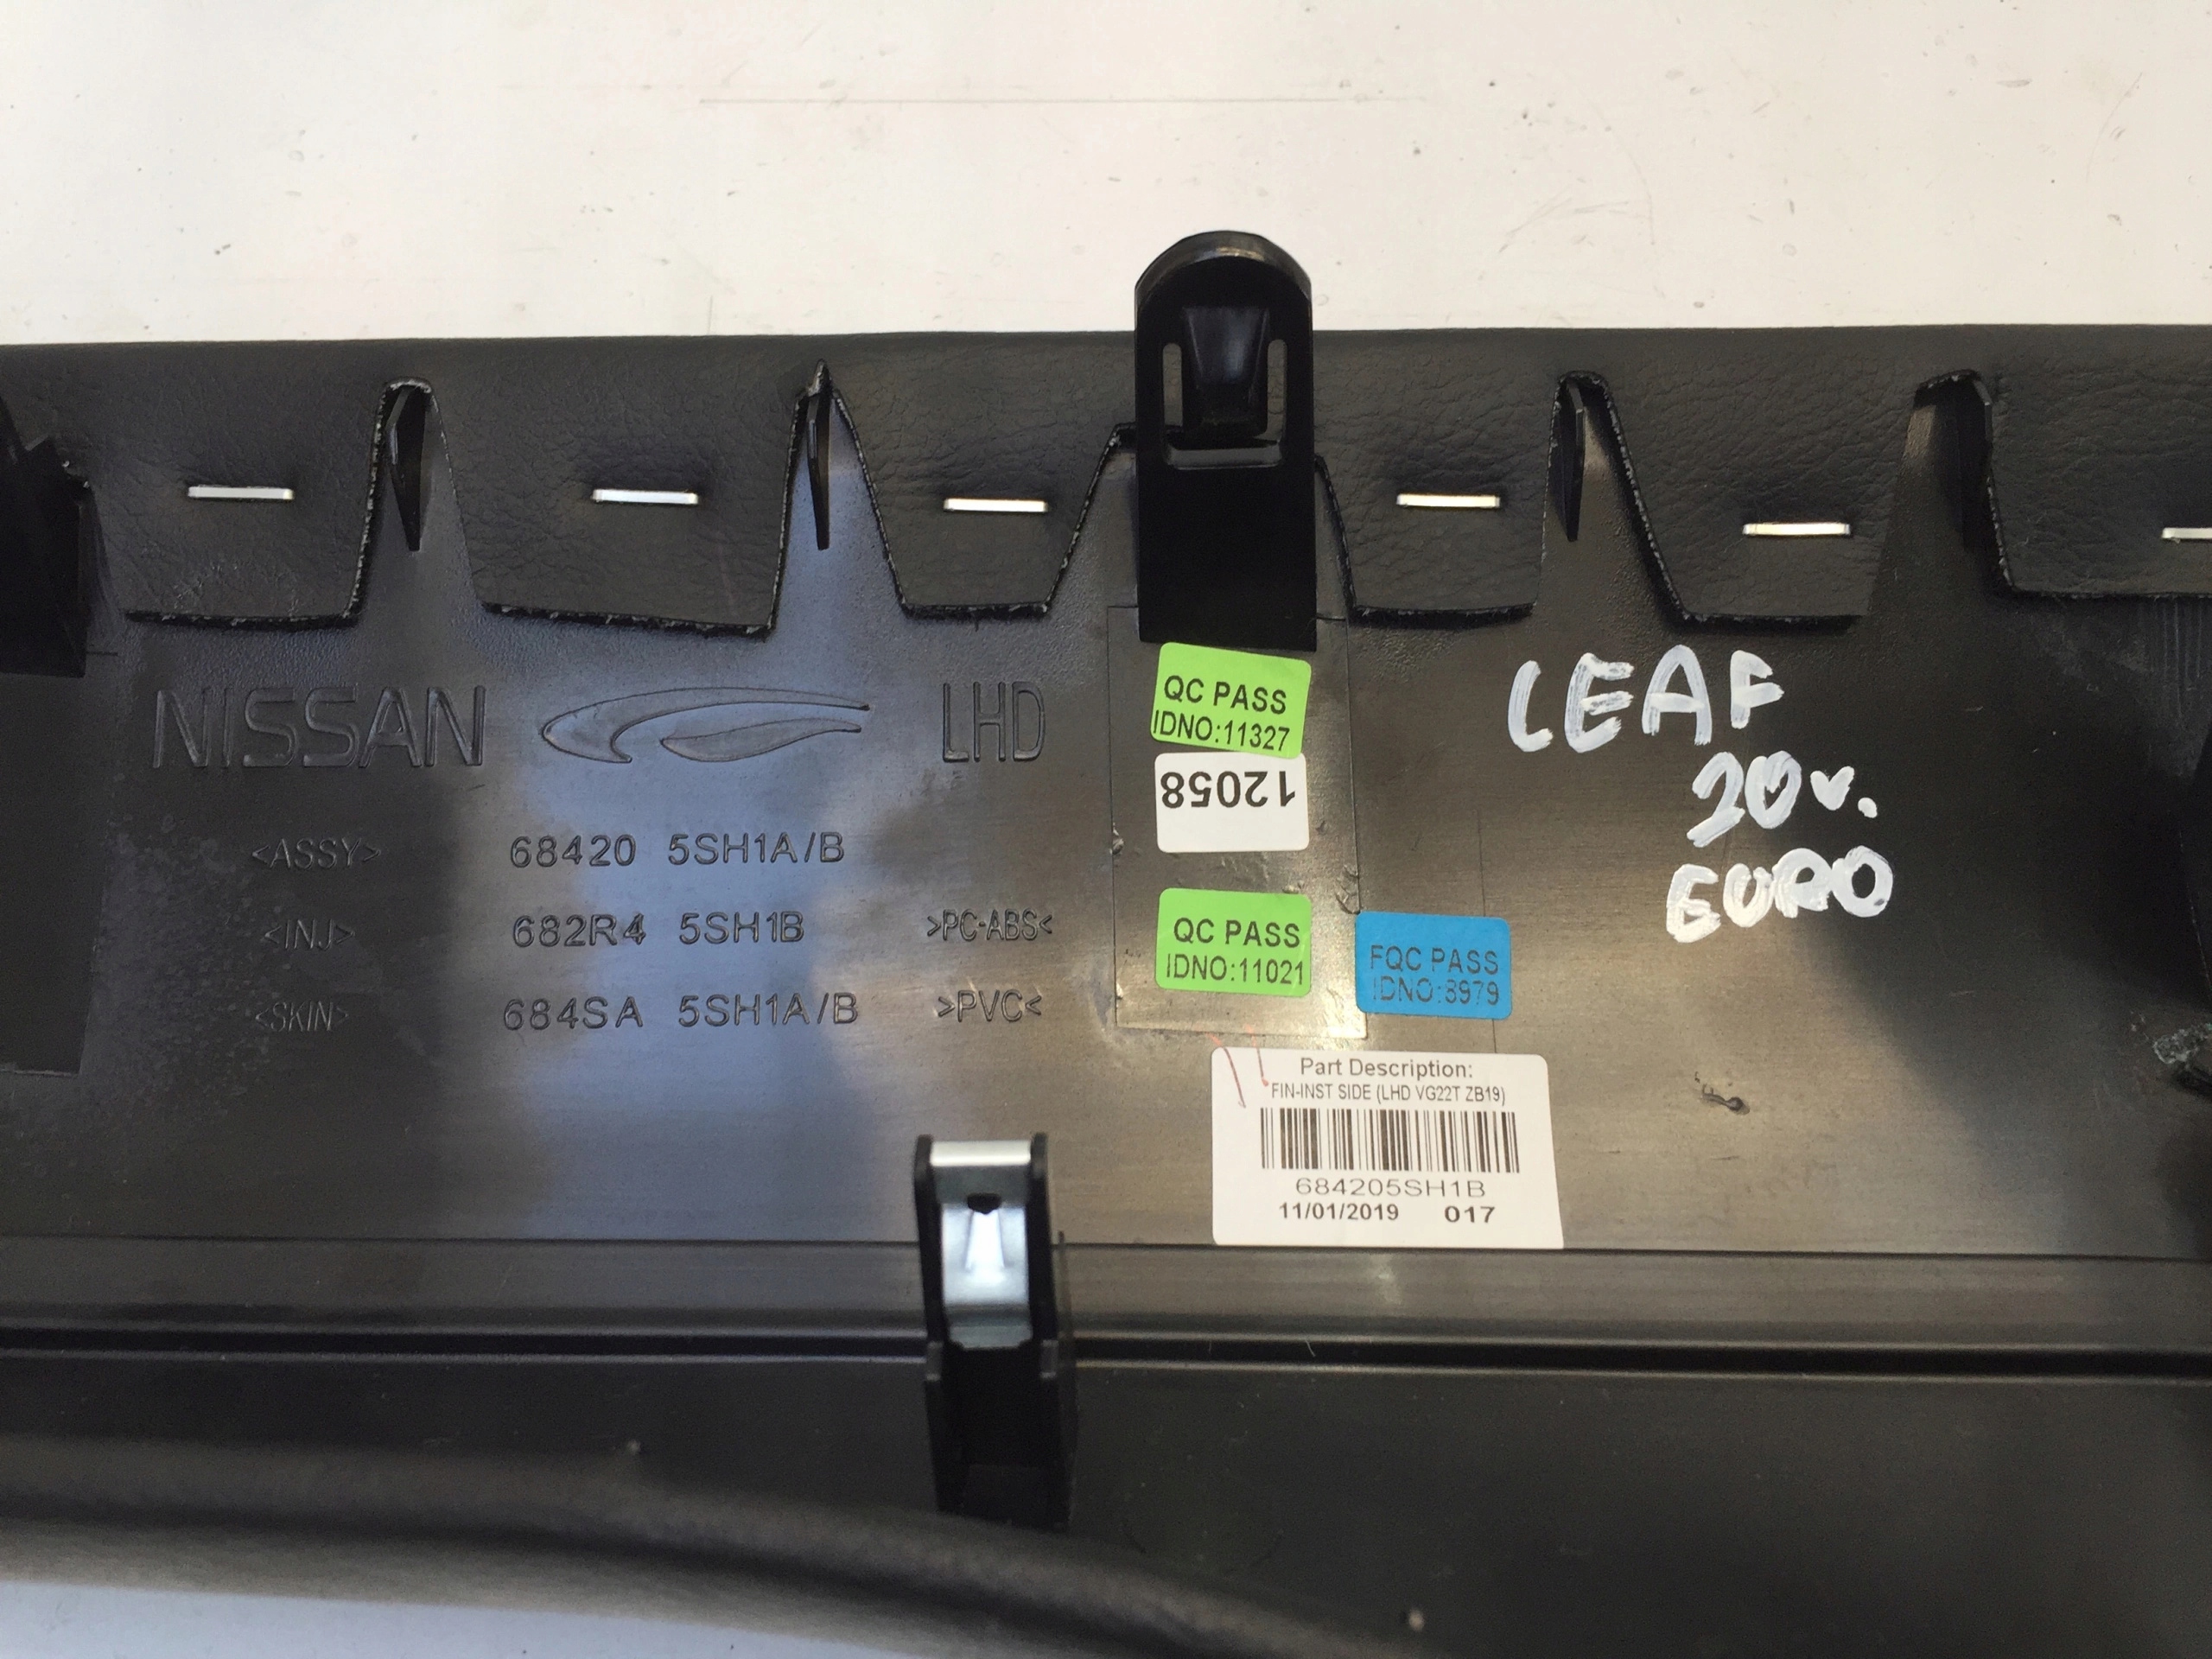 NISSAN LHD
<ASSY> 68420 5SH1A/B
<INJ> 682R4 5SH1B >PC-ABS<
<SKIN> 684SA 5SH1A/B >PVC<
QC PASS
IDNO:11327
12058
QC PASS
IDNO:11021
FQC PASS
IDNO:8979
LEAF
20v.
EURO
Part Description:
FIN-INST SIDE (LHD VG22T ZB19)
684205SH1B
11/01/2019 017